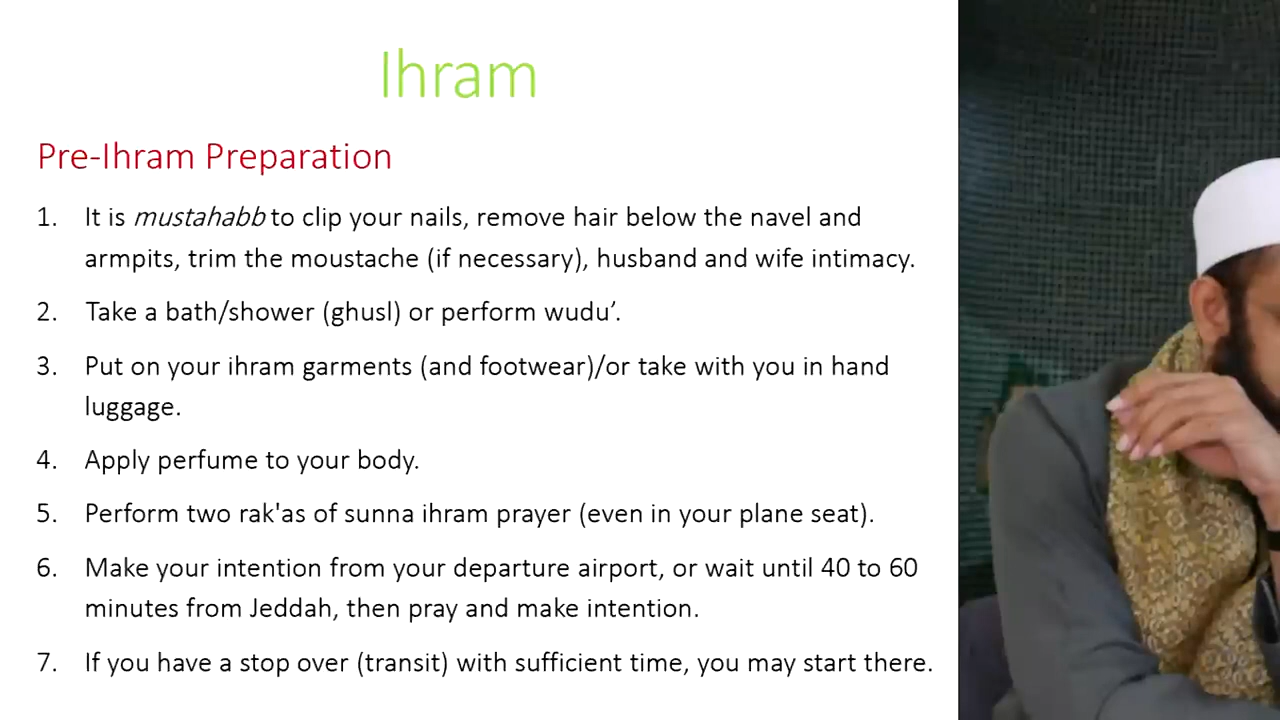 Ihram
Pre-Ihram Preparation
1. It is mustahabb to clip your nails, remove hair below the navel and
armpits, trim the moustache (if necessary), husband and wife intimacy.
2. Take a bath/shower (ghusl) or perform wudu’.
3. Put on your ihram garments (and footwear)/or take with you in hand
luggage.
4. Apply perfume to your body.
5. Perform two rak'as of sunna ihram prayer (even in your plane seat).
6. Make your intention from your departure airport, or wait until 40 to 60
minutes from Jeddah, then pray and make intention.
7. If you have a stop over (transit) with sufficient time, you may start there.